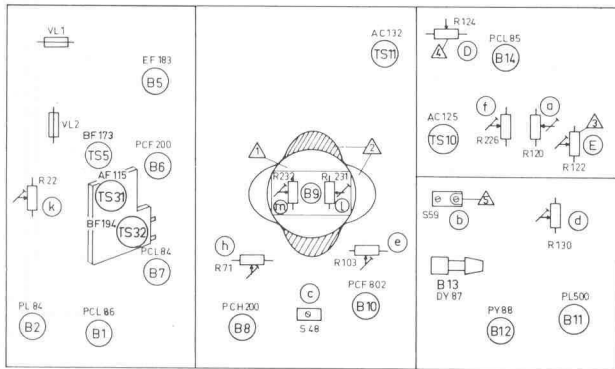 VL1
EF183
B5
VL2
BF173
TS5
PCF200
B6
R22
k
AF115
TS31
BF194
TS32
PCL84
B7
PL84
B2
PCL86
B1
AC132
TS11
1
2
R232
B9
R231
m
l
h
R71
e
R103
c
S48
PCH200
B8
PCF802
B10
R124
4
D
PCL85
B14
AC125
TS10
f
R226
a
R120
3
E
R122
S59
b
5
d
R130
B13
DY87
PY88
B12
PL500
B11